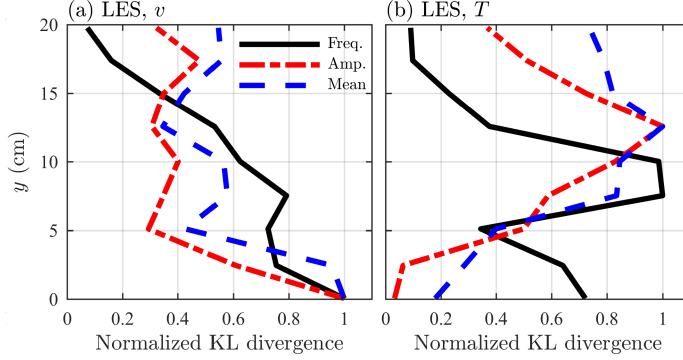 (a) LES, v
(b) LES, T
20
15
10
5
0
y (cm)
Freq.
Amp.
Mean
0 0.2 0.4 0.6 0.8 1
0 0.2 0.4 0.6 0.8 1
Normalized KL divergence
Normalized KL divergence